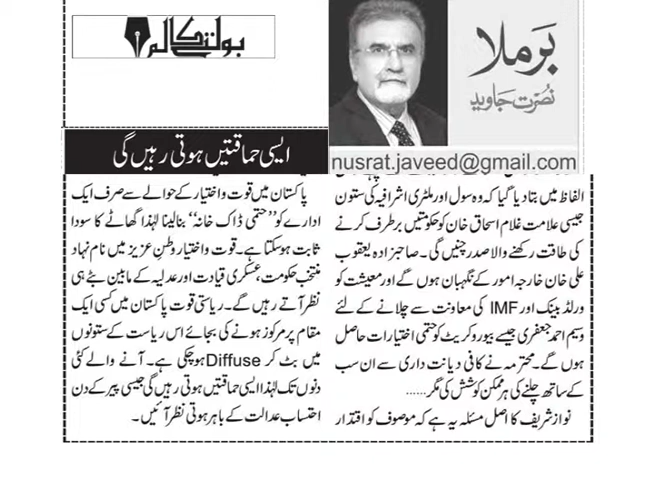 بولتے کالم
برملا
نصرت جاوید
nusrat.javeed@gmail.com
ایسی حماقتیں ہوتی رہیں گی
الفاظ میں بتا دیا گیا کہ وہ سول اور ملٹری اشرافیہ کی ستون
جیسی علامت غلام اسحاق خان کو حکومتیں برطرف کرنے
کی طاقت رکھنے والا صدر چنیں گی۔ صاحبزادہ یعقوب
علی خان خارجہ امور کے نگہبان ہوں گے اور معیشت کو
ورلڈ بینک اور IMF کی معاونت سے چلانے کے لئے
وسیم احمد جعفری جیسے بیوروکریٹ کو حتمی اختیارات حاصل
ہوں گے۔ محترمہ نے کافی دیانت داری سے ان سب
کے ساتھ چلنے کی ہر ممکن کوشش کی مگر......
نواز شریف کا اصل مسئلہ یہ ہے کہ موصوف کو اقتدار
پاکستان میں قوت و اختیار کے حوالے سے صرف ایک
ادارے کو ”حتمی ڈاک خانہ“ بنا لینا لہٰذا گھاٹے کا سودا
ثابت ہو سکتا ہے۔ قوت و اختیار وطنِ عزیز میں نام نہاد
منتخب حکومت، عسکری قیادت اور عدلیہ کے مابین بٹے ہی
نظر آتے رہیں گے۔ ریاستی قوت پاکستان میں کسی ایک
مقام پر مرکوز ہونے کی بجائے اس ریاست کے ستونوں
میں بٹ کر Diffuse ہو چکی ہے۔ آنے والے کئی
دنوں تک لہٰذا ایسی حماقتیں ہوتی رہیں گی جیسی پیر کے دن
احتساب عدالت کے باہر ہوتی نظر آئیں۔